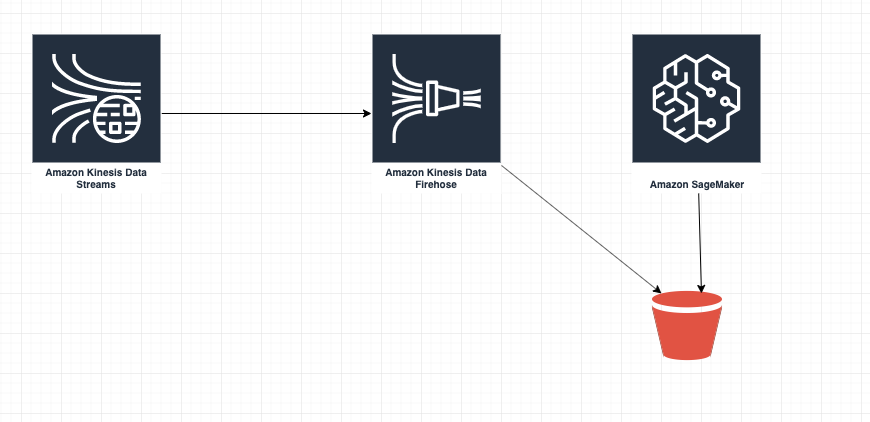 Amazon Kinesis Data
Streams
Amazon Kinesis Data
Firehose
Amazon SageMaker